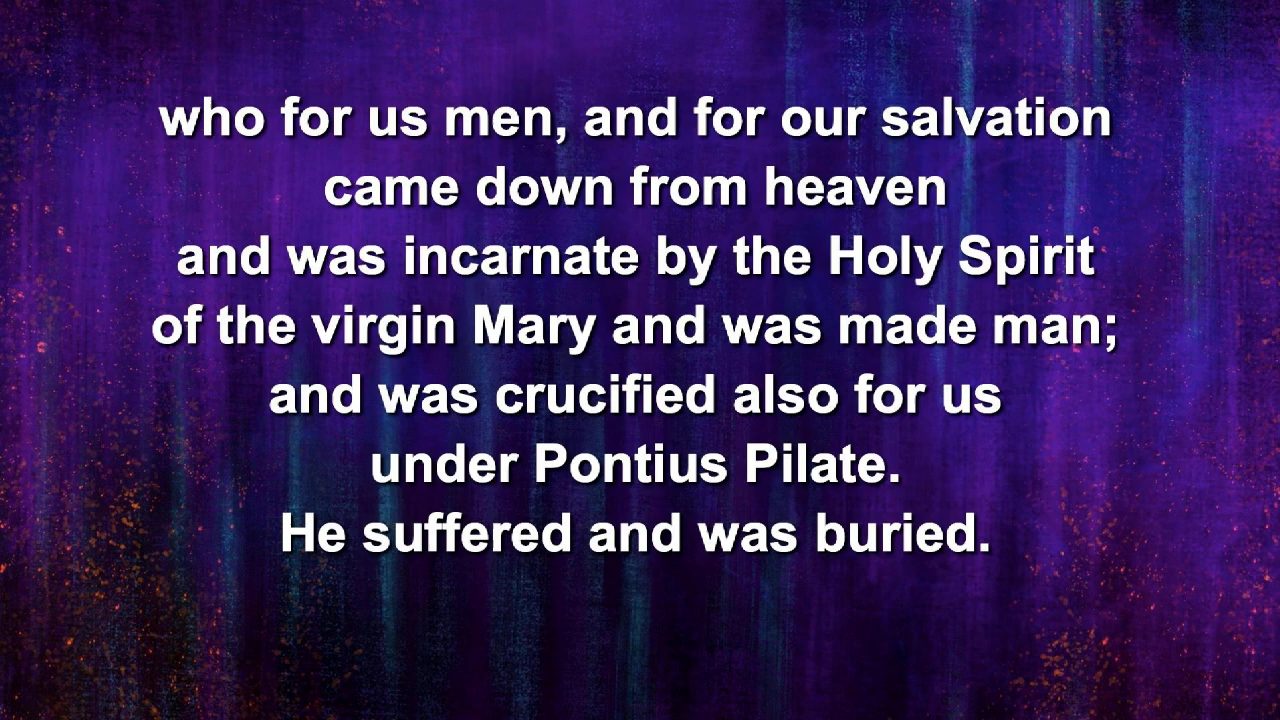 who for us men, and for our salvation
came down from heaven
and was incarnate by the Holy Spirit
of the virgin Mary and was made man;
and was crucified also for us
under Pontius Pilate.
He suffered and was buried.